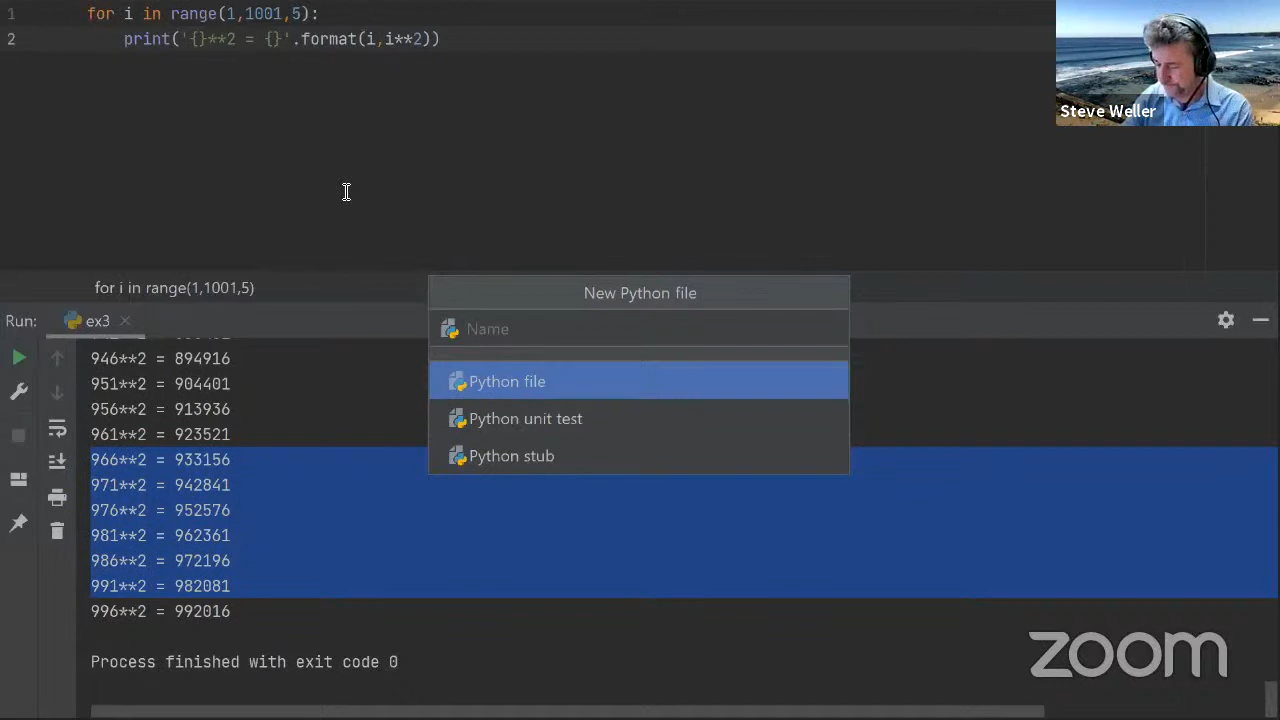 1 for i in range(1,1001,5):
2 print('{}**2 = {}'.format(i,i**2))
Steve Weller
for i in range(1,1001,5)
New Python file
Name
Python file
Python unit test
Python stub
Run: ex3
946**2 = 894916
951**2 = 904401
956**2 = 913936
961**2 = 923521
966**2 = 933156
971**2 = 942841
976**2 = 952576
981**2 = 962361
986**2 = 972196
991**2 = 982081
996**2 = 992016
Process finished with exit code 0
zoom